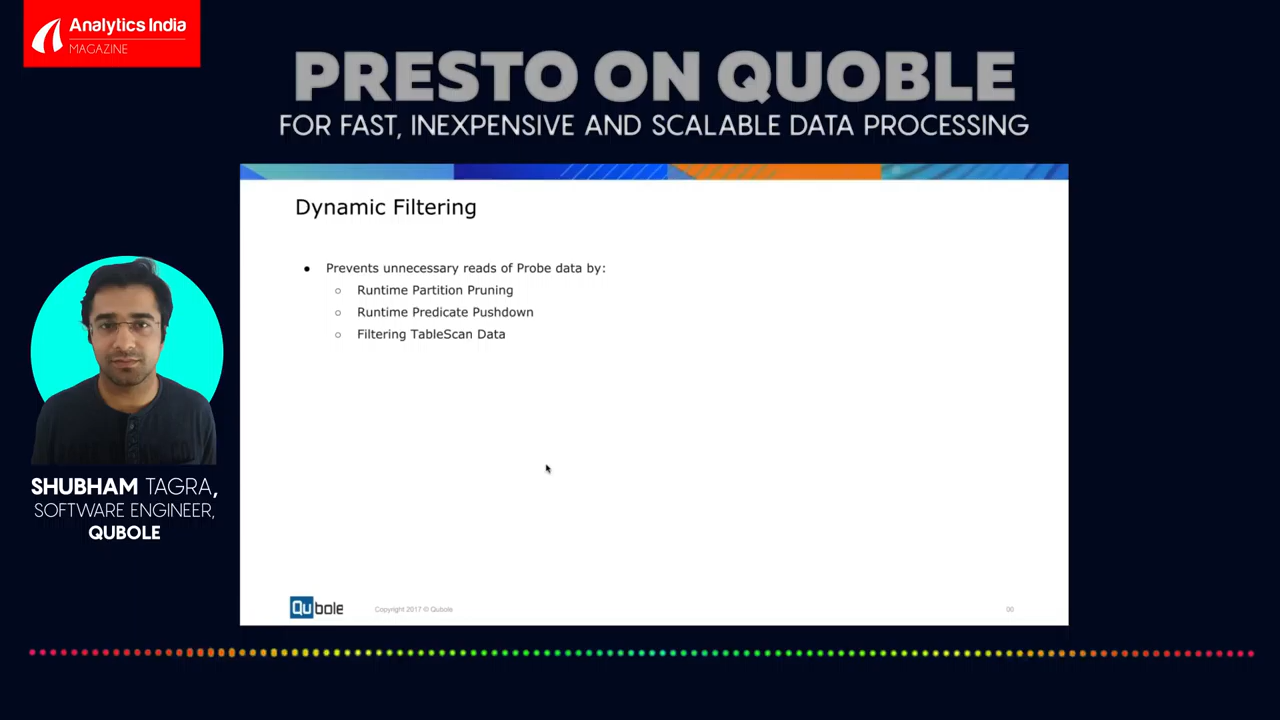 Analytics India
MAGAZINE
PRESTO ON QUOBLE
FOR FAST, INEXPENSIVE AND SCALABLE DATA PROCESSING
Dynamic Filtering
● Prevents unnecessary reads of Probe data by:
○ Runtime Partition Pruning
○ Runtime Predicate Pushdown
○ Filtering TableScan Data
SHUBHAM TAGRA,
SOFTWARE ENGINEER,
QUBOLE
Qubole
Copyright 2017 © Qubole
00